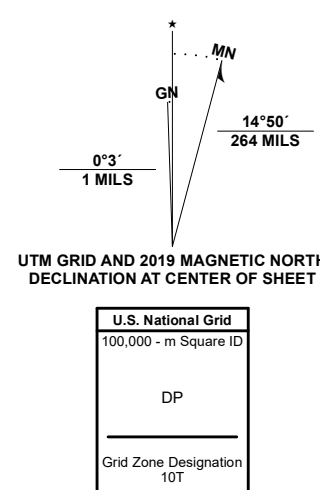 ★
MN
GN
14°50´
264 MILS
0°3´
1 MILS
UTM GRID AND 2019 MAGNETIC NORTH
DECLINATION AT CENTER OF SHEET
U.S. National Grid
100,000 - m Square ID
DP
Grid Zone Designation
10T